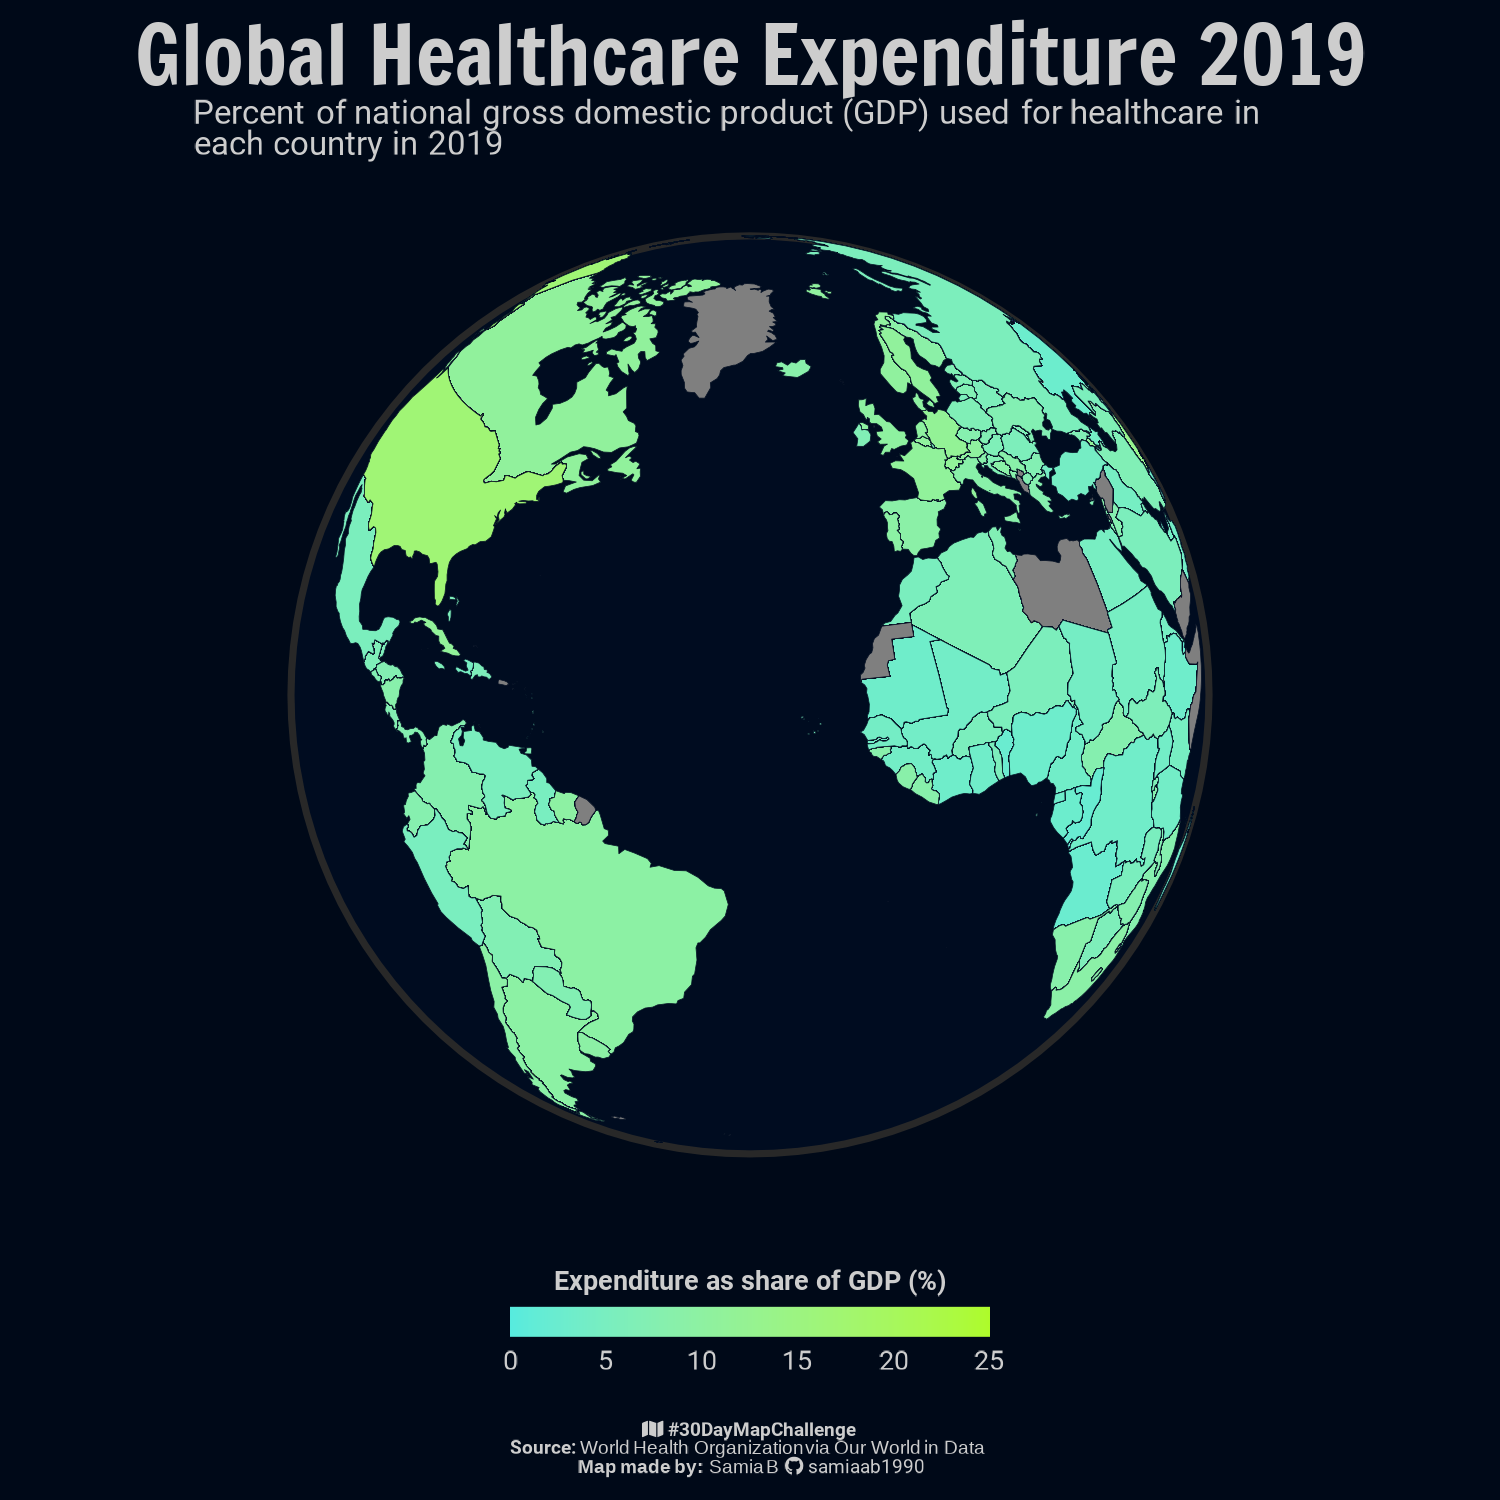 Global Healthcare Expenditure 2019
Percent of national gross domestic product (GDP) used for healthcare in
each country in 2019
Expenditure as share of GDP (%)
0 5 10 15 20 25
#30DayMapChallenge
Source: World Health Organization via Our World in Data
Map made by: Samia B samiaab1990